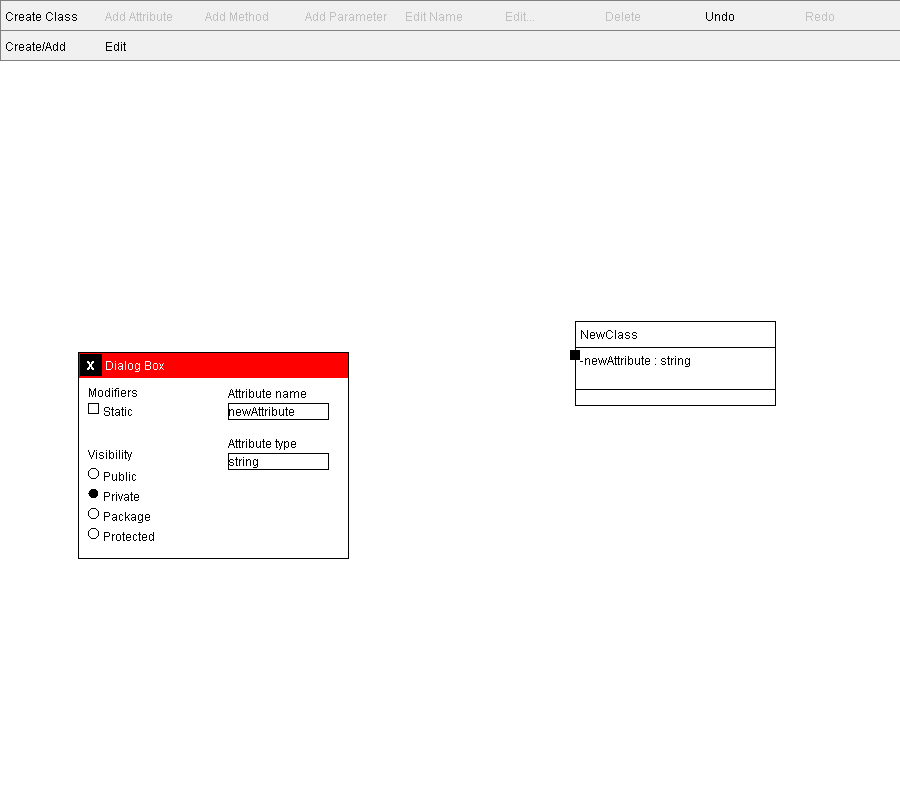 Create Class Add Attribute Add Method Add Parameter Edit Name Edit... Delete Undo Redo
Create/Add Edit
NewClass
-newAttribute : string
X Dialog Box
Modifiers
Static
Visibility
Public
Private
Package
Protected
Attribute name
newAttribute
Attribute type
string